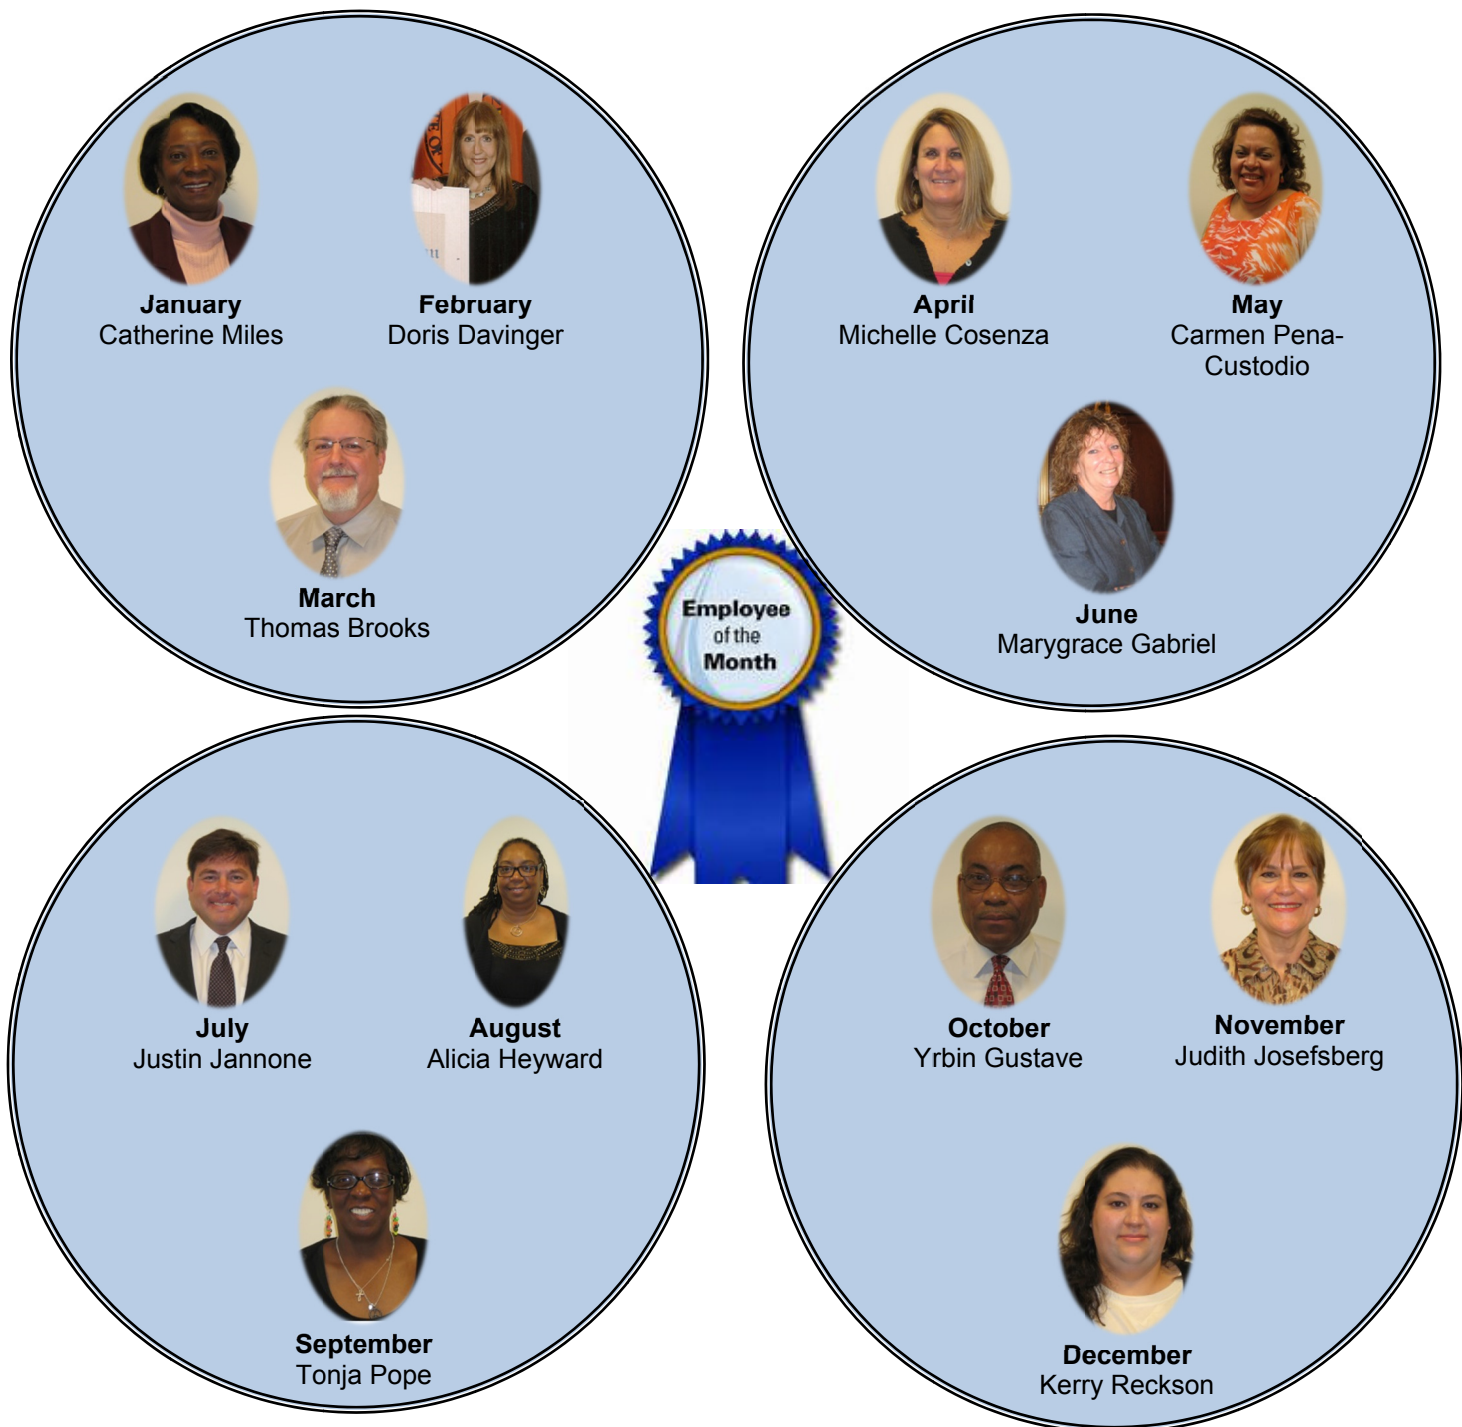 January
Catherine Miles
February
Doris Davinger
March
Thomas Brooks
April
Michelle Cosenza
May
Carmen Pena-
Custodio
June
Marygrace Gabriel
Employee
of the
Month
July
Justin Jannone
August
Alicia Heyward
September
Tonja Pope
October
Yrbin Gustave
November
Judith Josefsberg
December
Kerry Reckson